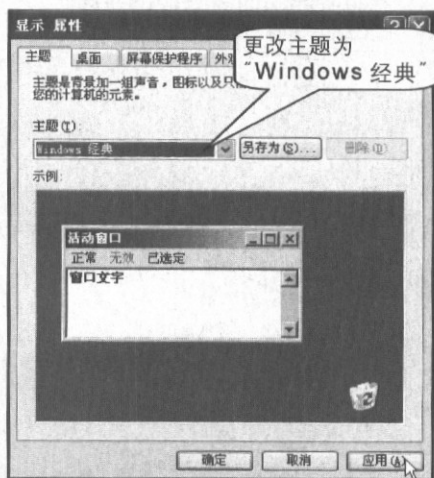 显示 属性
主题 桌面 屏幕保护程序
更改主题为
“Windows 经典”
主题是背景加一组声音，图标以及只
您的计算机的元素。
主题(T):
Windows 经典
另存为(S)...
删除(D)
示例:
活动窗口
正常 无效 已选定
窗口文字
确定 取消 应用(A)